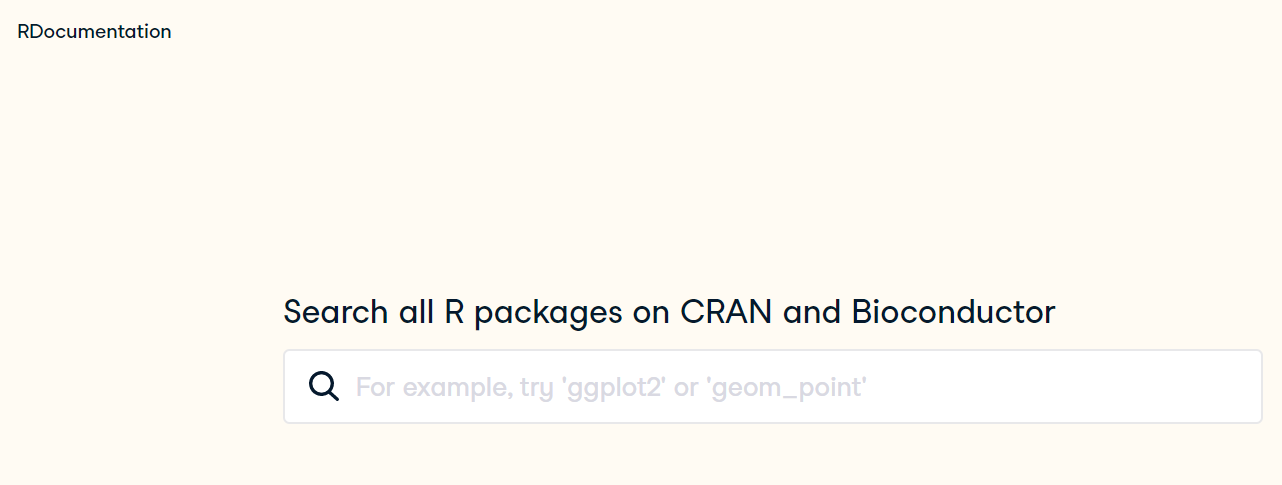 RDocumentation
Search all R packages on CRAN and Bioconductor
For example, try 'ggplot2' or 'geom_point'